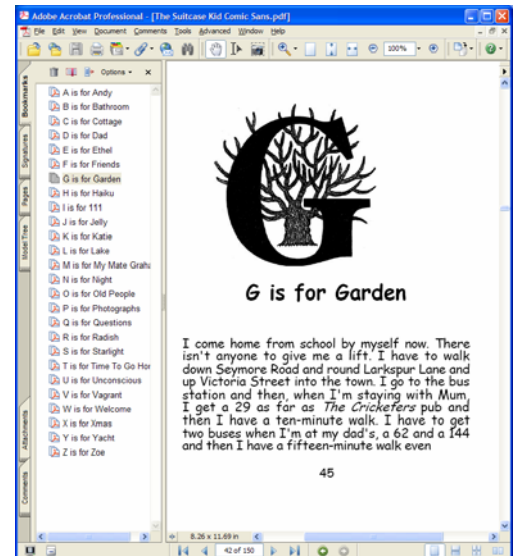 Adobe Acrobat Professional - [The Suitcase Kid Comic Sans.pdf]
File Edit View Document Comments Tools Advanced Window Help
100%
Options
Bookmarks
Signatures
Pages
Model Tree
Attachments
Comments
A is for Andy
B is for Bathroom
C is for Cottage
D is for Dad
E is for Ethel
F is for Friends
G is for Garden
H is for Haiku
I is for 111
J is for Jelly
K is for Katie
L is for Lake
M is for My Mate Graha
N is for Night
O is for Old People
P is for Photographs
Q is for Questions
R is for Radish
S is for Starlight
T is for Time To Go Hor
U is for Unconscious
V is for Vagrant
W is for Welcome
X is for Xmas
Y is for Yacht
Z is for Zoe
G
G is for Garden
I come home from school by myself now. There
isn't anyone to give me a lift. I have to walk
down Seymore Road and round Larkspur Lane and
up Victoria Street into the town. I go to the bus
station and then, when I'm staying with Mum,
I get a 29 as far as The Cricketers pub and
then I have a ten-minute walk. I have to get
two buses when I'm at my dad's, a 62 and a 144
and then I have a fifteen-minute walk even
45
8.26 x 11.69 in
42 of 150